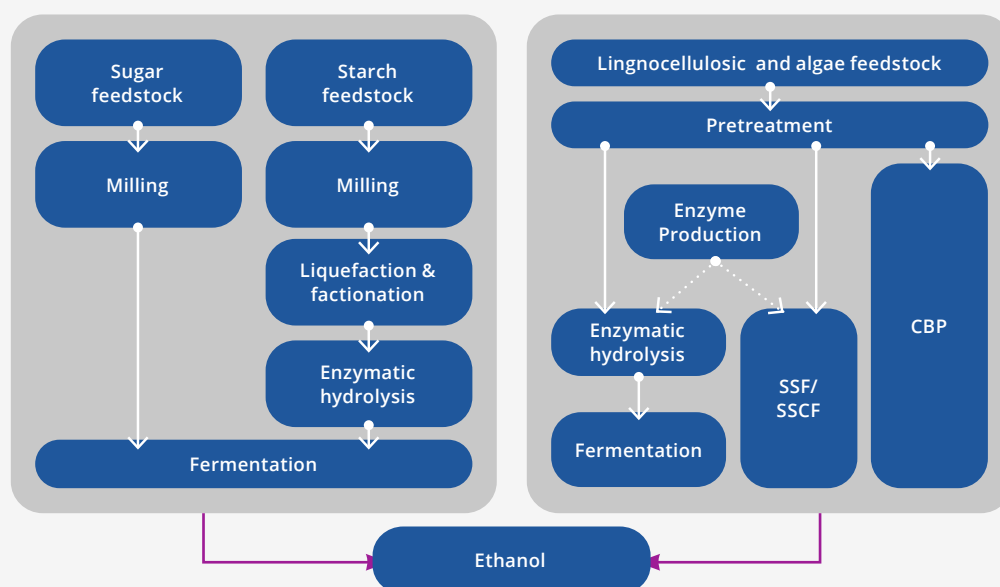 Sugar
feedstock
Starch
feedstock
Milling
Milling
Liquefaction &
factionation
Enzymatic
hydrolysis
Fermentation
Lingnocellulosic and algae feedstock
Pretreatment
Enzyme
Production
Enzymatic
hydrolysis
Fermentation
SSF/
SSCF
CBP
Ethanol